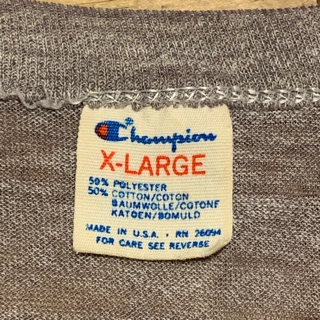 Champion
X-LARGE
50% POLYESTER
50% COTTON/COTON
BAUMWOLLE/COTONE
KATOEN/BOMULD
MADE IN U.S.A. · RN 26094
FOR CARE SEE REVERSE